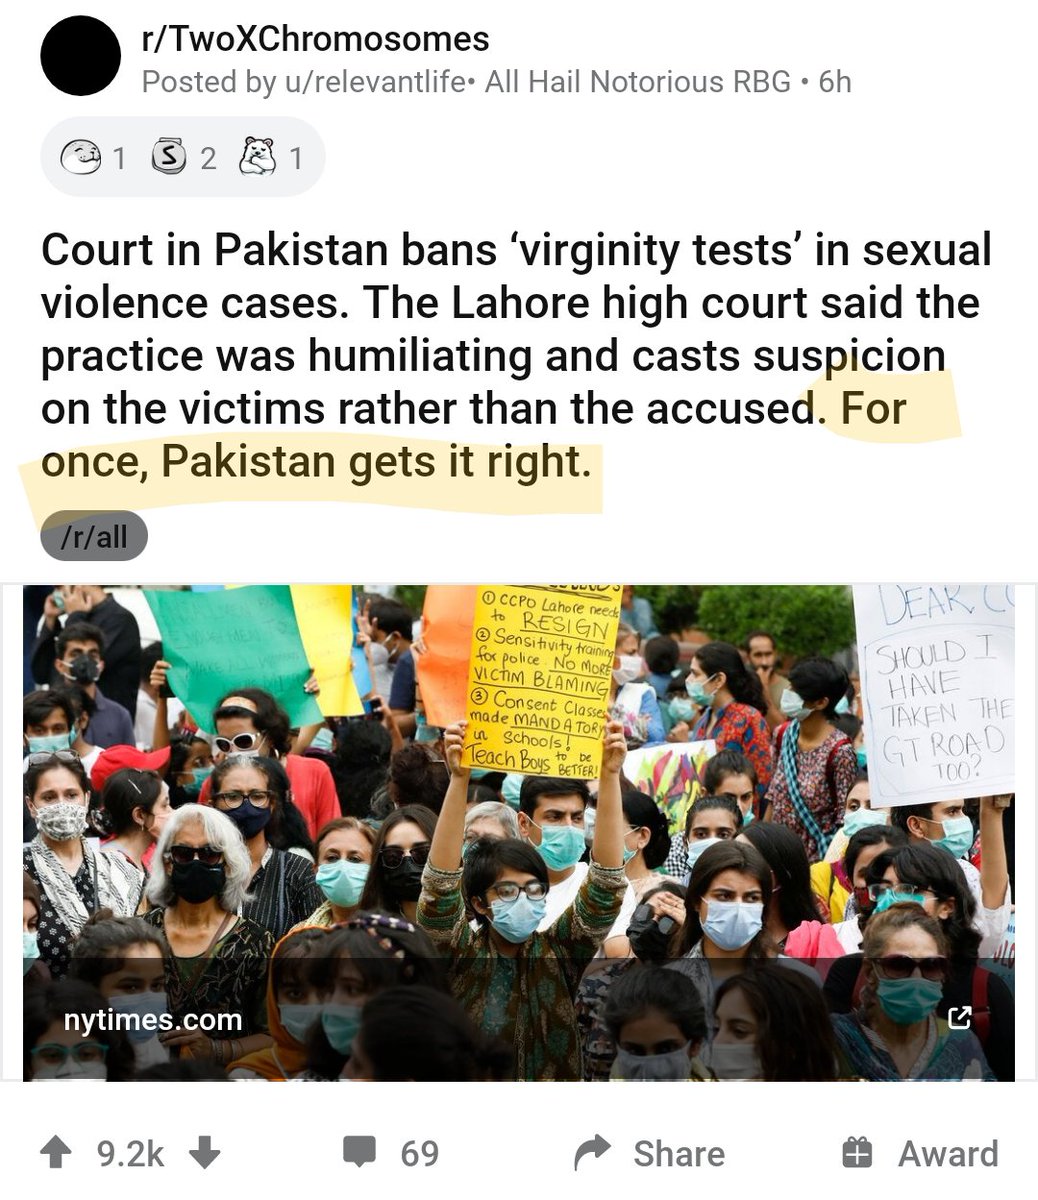 r/TwoXChromosomes
Posted by u/relevantlife• All Hail Notorious RBG • 6h
1 S 2 1
Court in Pakistan bans ‘virginity tests’ in sexual
violence cases. The Lahore high court said the
practice was humiliating and casts suspicion
on the victims rather than the accused. For
once, Pakistan gets it right.
/r/all
① CCPO Lahore needs
to RESIGN
② Sensitivity training
for police. NO MORE
VICTIM BLAMING
③ Consent Classes
made MANDATORY
in Schools!
Teach Boys to be
BETTER!
DEAR
SHOULD I
HAVE
TAKEN THE
GT ROAD
TOO?
nytimes.com
9.2k 69 Share Award